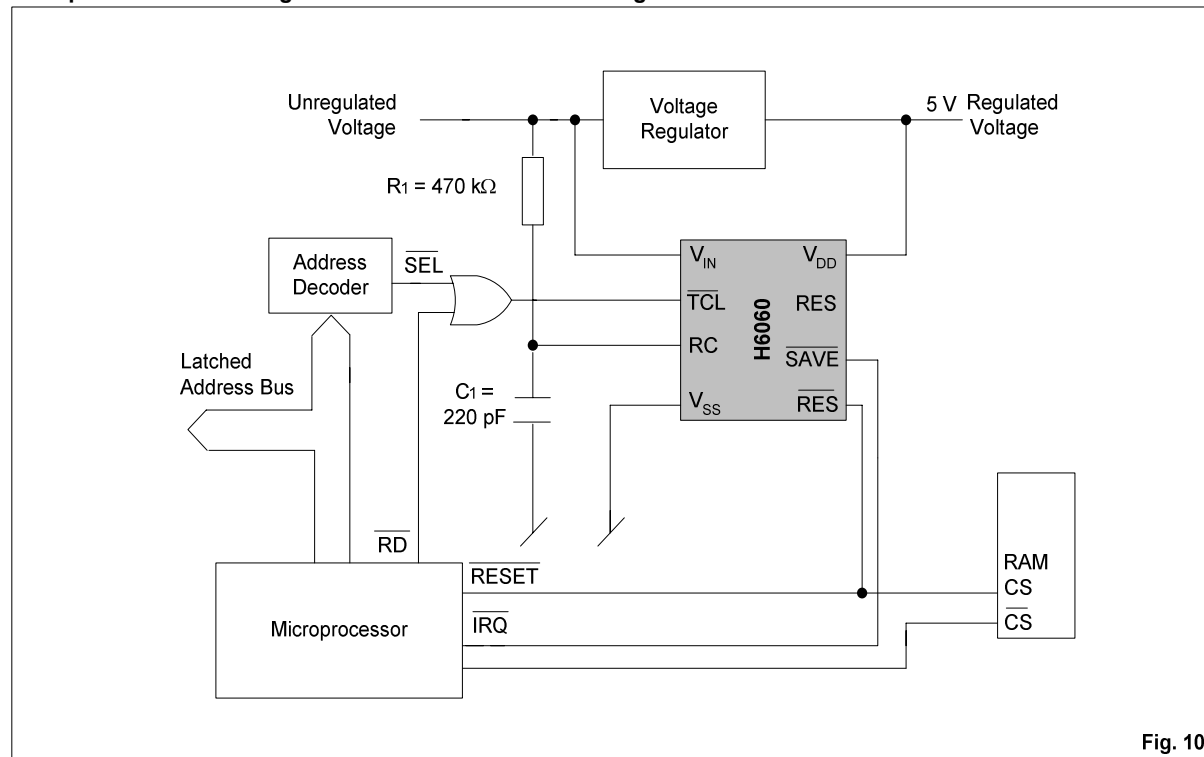 Unregulated
Voltage
Voltage
Regulator
5 V Regulated
Voltage
R1 = 470 kΩ
Address
Decoder
SEL
VIN
VDD
TCL
RES
RC
H6060
SAVE
VSS
RES
Latched
Address Bus
C1 =
220 pF
RD
RESET
IRQ
Microprocessor
RAM
CS
CS
Fig. 10